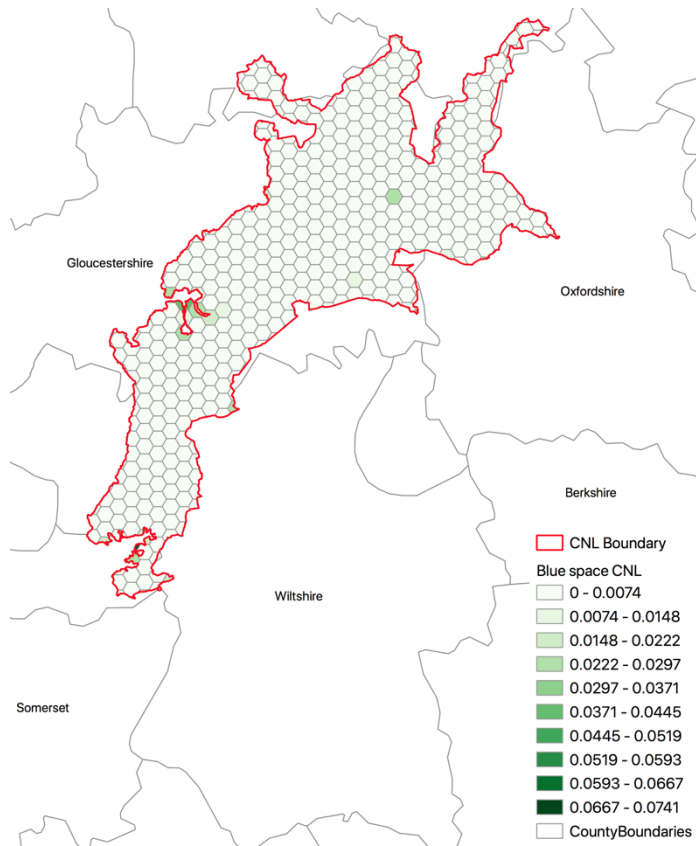 Gloucestershire
Oxfordshire
Berkshire
Wiltshire
Somerset
CNL Boundary
Blue space CNL
0 - 0.0074
0.0074 - 0.0148
0.0148 - 0.0222
0.0222 - 0.0297
0.0297 - 0.0371
0.0371 - 0.0445
0.0445 - 0.0519
0.0519 - 0.0593
0.0593 - 0.0667
0.0667 - 0.0741
CountyBoundaries